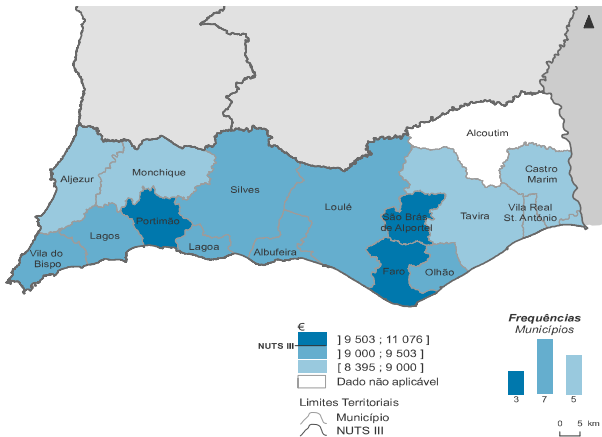 Alcoutim
Aljezur
Monchique
Castro
Marim
Silves
Loulé
Portimão
São Brás
de Alportel
Tavira
Vila Real
St. António
Lagos
Lagoa
Albufeira
Vila do
Bispo
Faro
Olhão
€
NUTS III
] 9 503 ; 11 076 ]
] 9 000 ; 9 503 ]
[ 8 395 ; 9 000 ]
Dado não aplicável
Limites Territoriais
Município
NUTS III
Frequências
Municípios
3 7 5
0 5 km